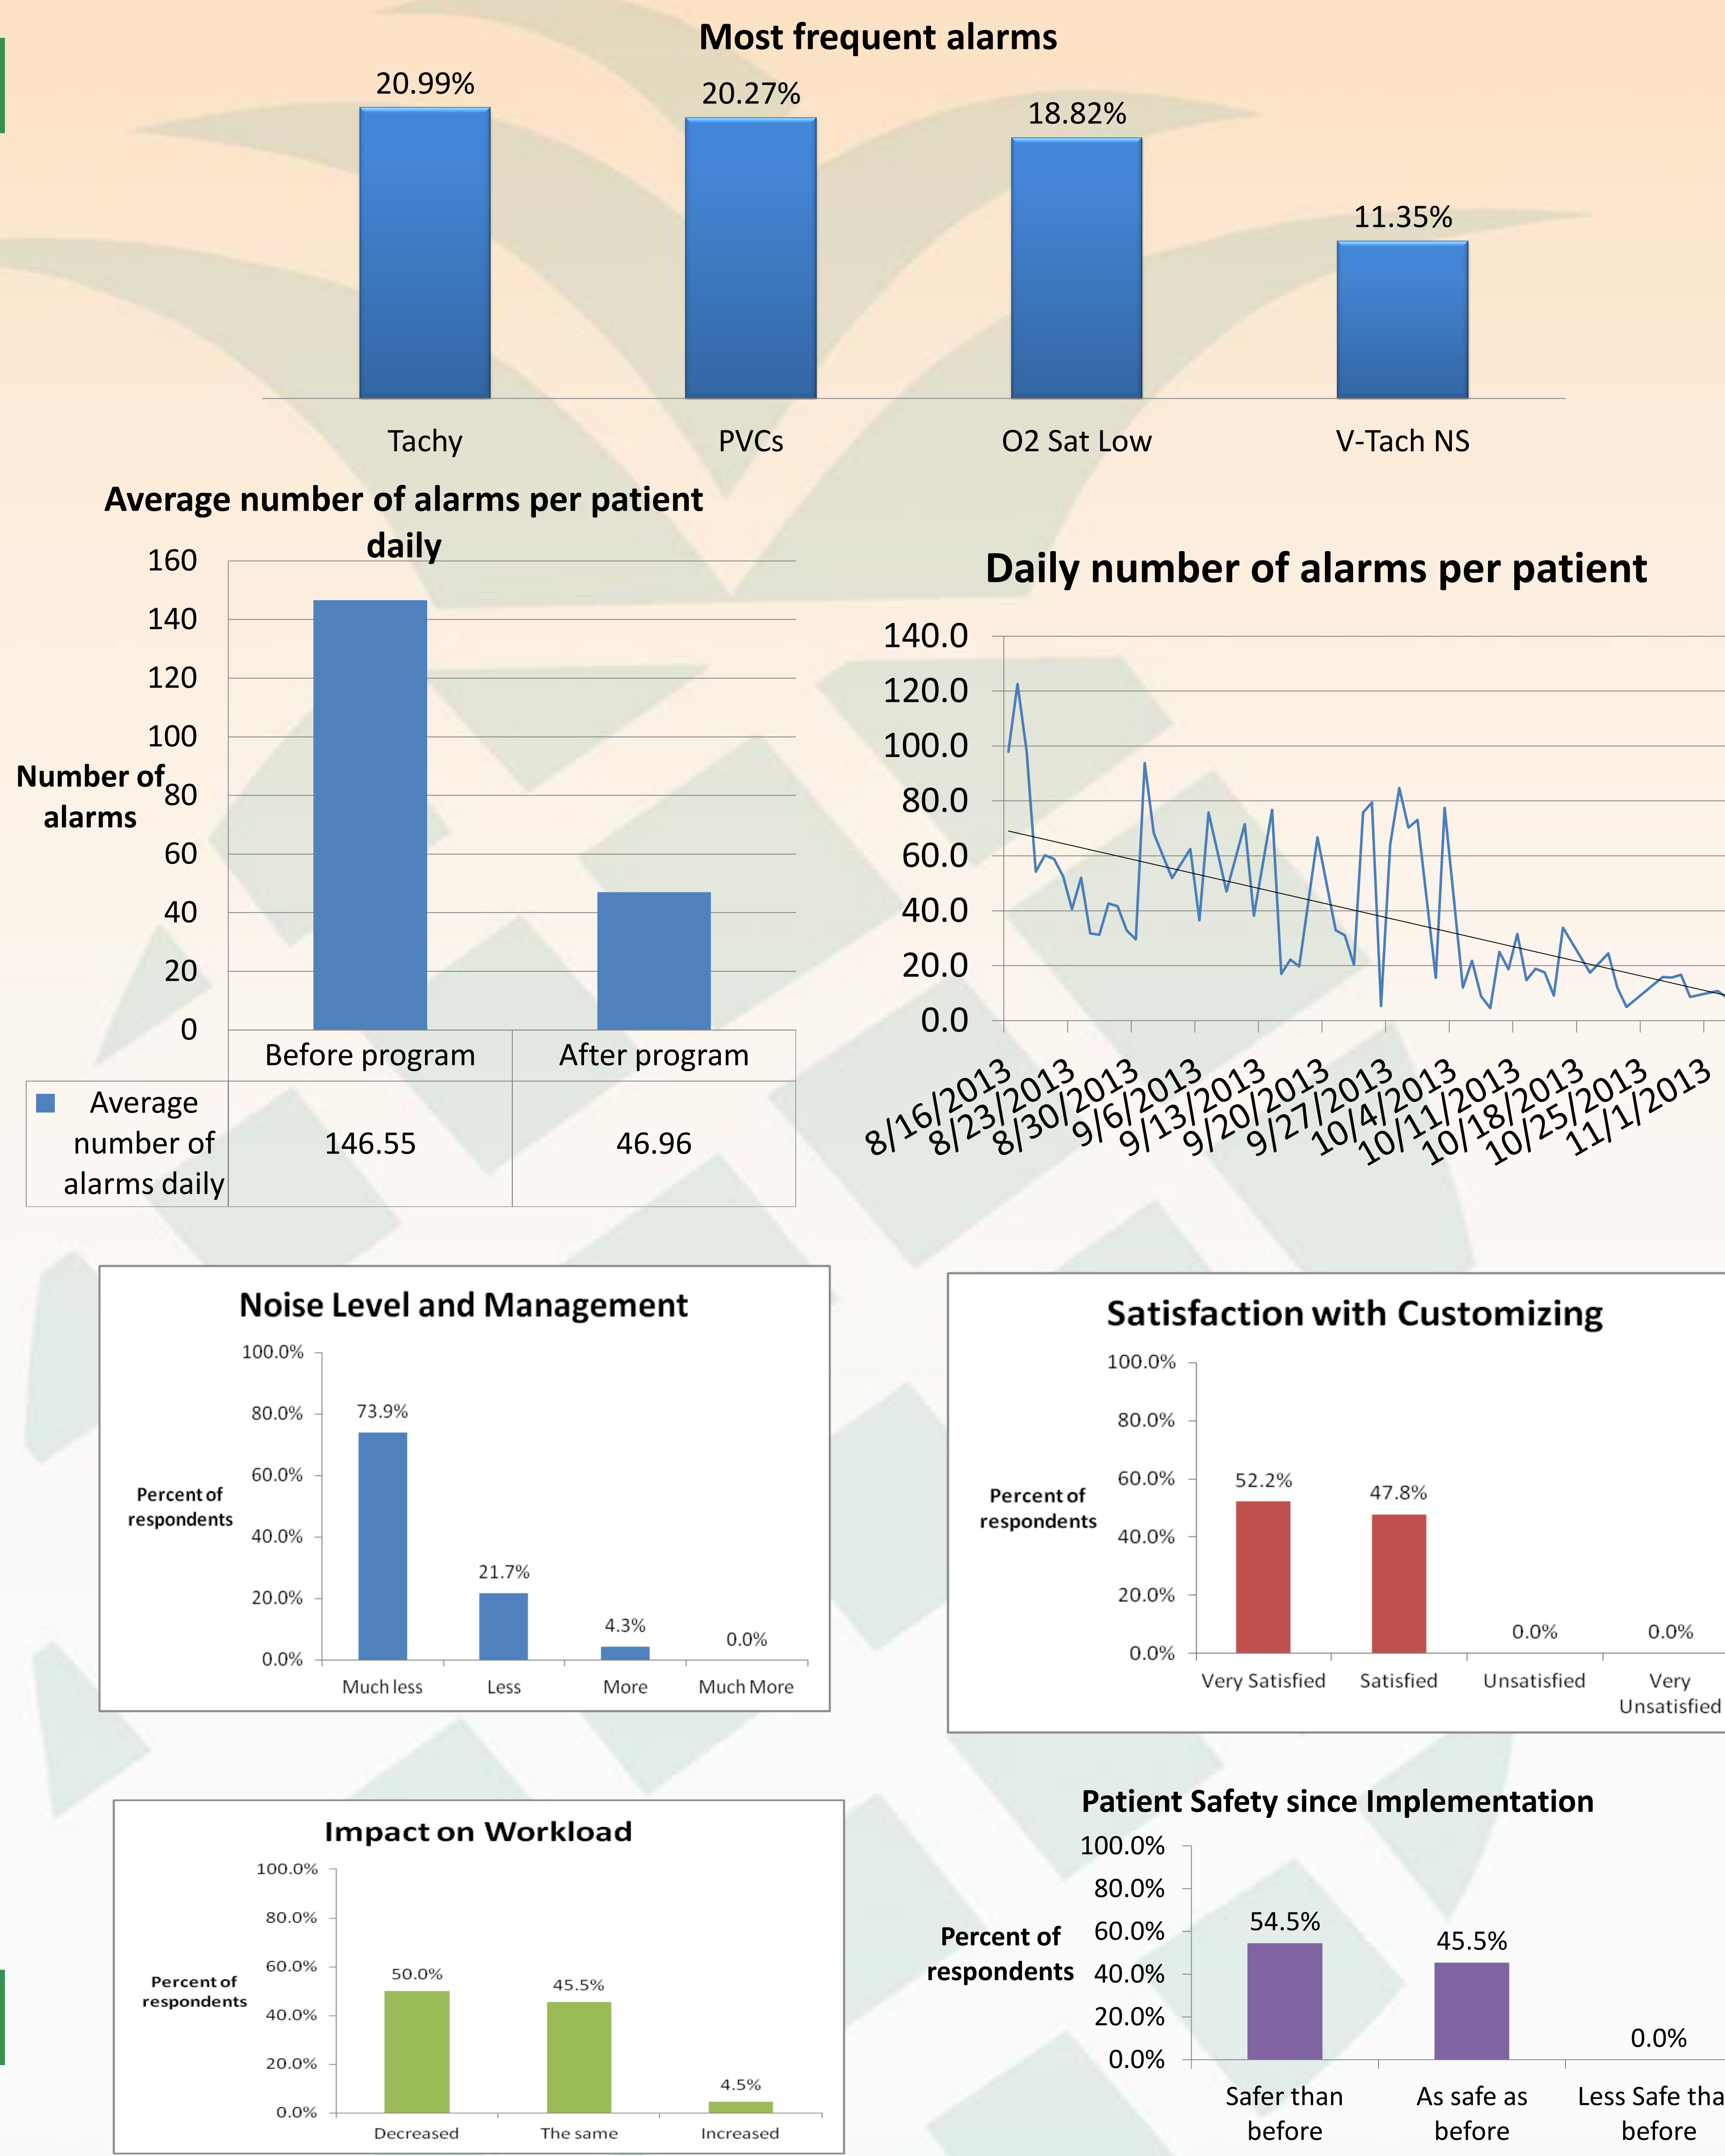 Most frequent alarms
20.99%
20.27%
18.82%
11.35%
Tachy
PVCs
O2 Sat Low
V-Tach NS
Average number of alarms per patient
daily
160
140
120
100
80
60
40
20
0
Number of
alarms
Before program
After program
Average
number of
alarms daily
146.55
46.96
Daily number of alarms per patient
140.0
120.0
100.0
80.0
60.0
40.0
20.0
0.0
8/16/2013
8/23/2013
8/30/2013
9/6/2013
9/13/2013
9/20/2013
9/27/2013
10/4/2013
10/11/2013
10/18/2013
10/25/2013
11/1/2013
Noise Level and Management
100.0%
80.0%
60.0%
40.0%
20.0%
0.0%
Percent of
respondents
73.9%
21.7%
4.3%
0.0%
Much less
Less
More
Much More
Satisfaction with Customizing
100.0%
80.0%
60.0%
40.0%
20.0%
0.0%
Percent of
respondents
52.2%
47.8%
0.0%
0.0%
Very Satisfied
Satisfied
Unsatisfied
Very
Unsatisfied
Impact on Workload
100.0%
80.0%
60.0%
40.0%
20.0%
0.0%
Percent of
respondents
50.0%
45.5%
4.5%
Decreased
The same
Increased
Patient Safety since Implementation
100.0%
80.0%
60.0%
40.0%
20.0%
0.0%
Percent of
respondents
54.5%
45.5%
0.0%
Safer than
before
As safe as
before
Less Safe tha
before